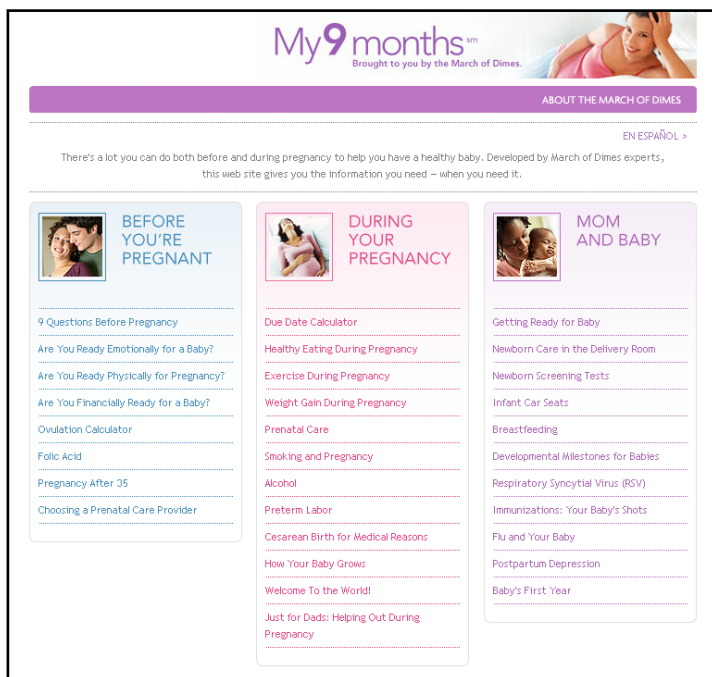 My9months℠
Brought to you by the March of Dimes.
ABOUT THE MARCH OF DIMES
EN ESPAÑOL >
There's a lot you can do both before and during pregnancy to help you have a healthy baby. Developed by March of Dimes experts,
this web site gives you the information you need – when you need it.
BEFORE
YOU'RE
PREGNANT
9 Questions Before Pregnancy
Are You Ready Emotionally for a Baby?
Are You Ready Physically for Pregnancy?
Are You Financially Ready for a Baby?
Ovulation Calculator
Folic Acid
Pregnancy After 35
Choosing a Prenatal Care Provider
DURING
YOUR
PREGNANCY
Due Date Calculator
Healthy Eating During Pregnancy
Exercise During Pregnancy
Weight Gain During Pregnancy
Prenatal Care
Smoking and Pregnancy
Alcohol
Preterm Labor
Cesarean Birth for Medical Reasons
How Your Baby Grows
Welcome To the World!
Just for Dads: Helping Out During
Pregnancy
MOM
AND BABY
Getting Ready for Baby
Newborn Care in the Delivery Room
Newborn Screening Tests
Infant Car Seats
Breastfeeding
Developmental Milestones for Babies
Respiratory Syncytial Virus (RSV)
Immunizations: Your Baby's Shots
Flu and Your Baby
Postpartum Depression
Baby's First Year